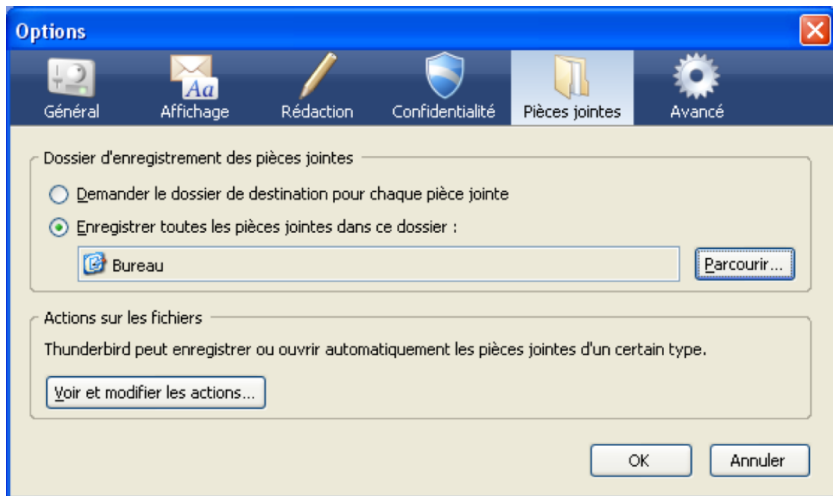 Options
Aa
Général Affichage Rédaction Confidentialité Pièces jointes Avancé
Dossier d'enregistrement des pièces jointes
Demander le dossier de destination pour chaque pièce jointe
Enregistrer toutes les pièces jointes dans ce dossier :
Bureau Parcourir...
Actions sur les fichiers
Thunderbird peut enregistrer ou ouvrir automatiquement les pièces jointes d'un certain type.
Voir et modifier les actions...
OK Annuler